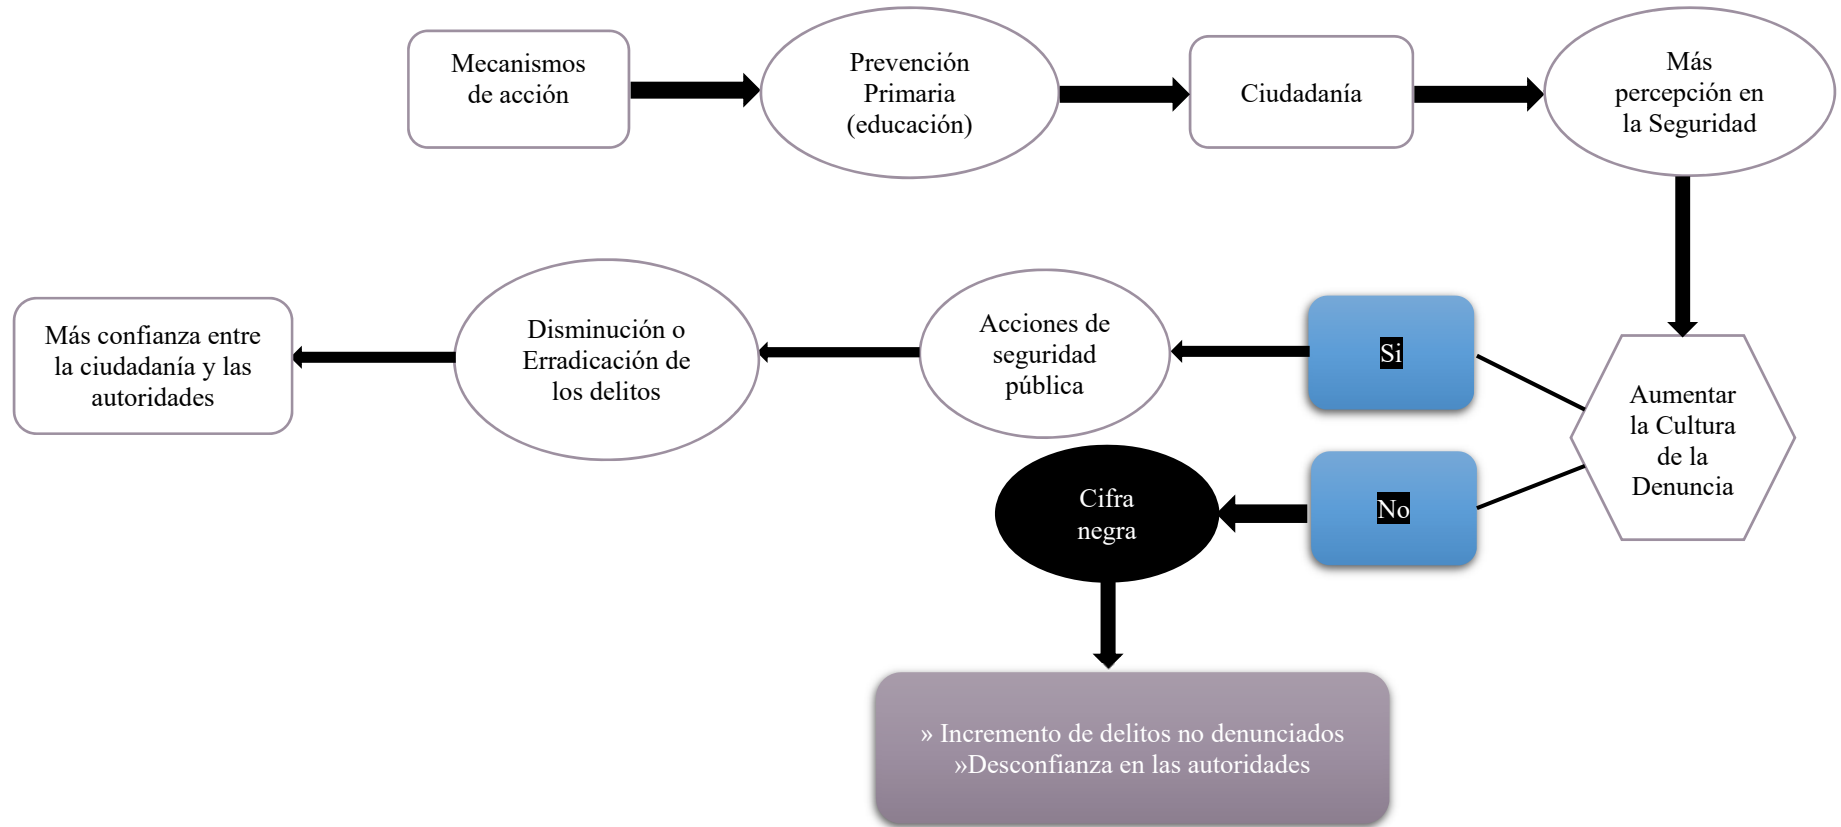 Mecanismos
de acción
Prevención
Primaria
(educación)
Ciudadanía
Más
percepción en
la Seguridad
Más confianza entre
la ciudadanía y las
autoridades
Disminución o
Erradicación de
los delitos
Acciones de
seguridad
pública
Si
Aumentar
la Cultura
de la
Denuncia
Cifra
negra
No
» Incremento de delitos no denunciados
»Desconfianza en las autoridades